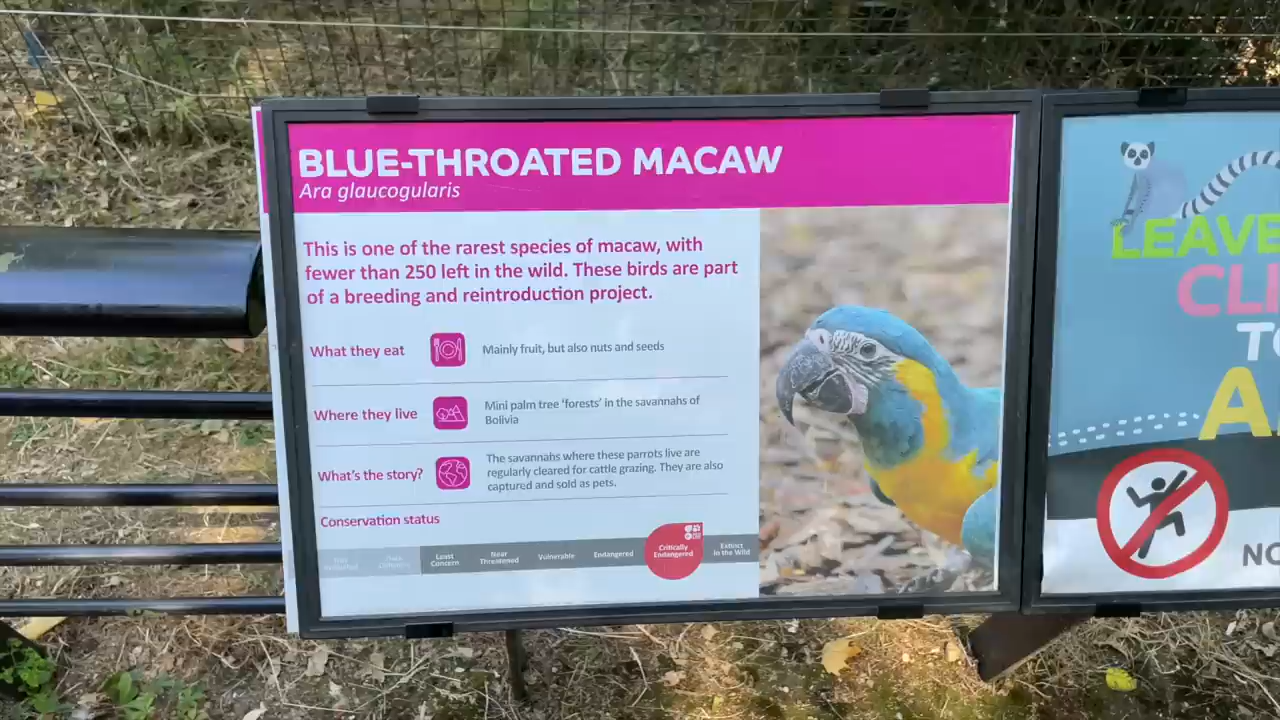 BLUE-THROATED MACAW
Ara glaucogularis
This is one of the rarest species of macaw, with
fewer than 250 left in the wild. These birds are part
of a breeding and reintroduction project.
What they eat
Mainly fruit, but also nuts and seeds
Where they live
Mini palm tree ‘forests’ in the savannahs of
Bolivia
What's the story?
The savannahs where these parrots live are
regularly cleared for cattle grazing. They are also
captured and sold as pets.
Conservation status
Least
Concern
Near
Threatened
Vulnerable
Endangered
Critically
Endangered
Extinct
in the Wild
LEAVE
CLI
TO
A
NO